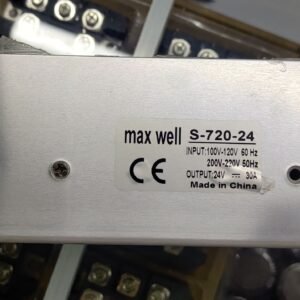 max well S-720-24
INPUT:100V-120V 60 Hz
200V-220V 50Hz
OUTPUT:24V ⎓ 30A
CE Made in China